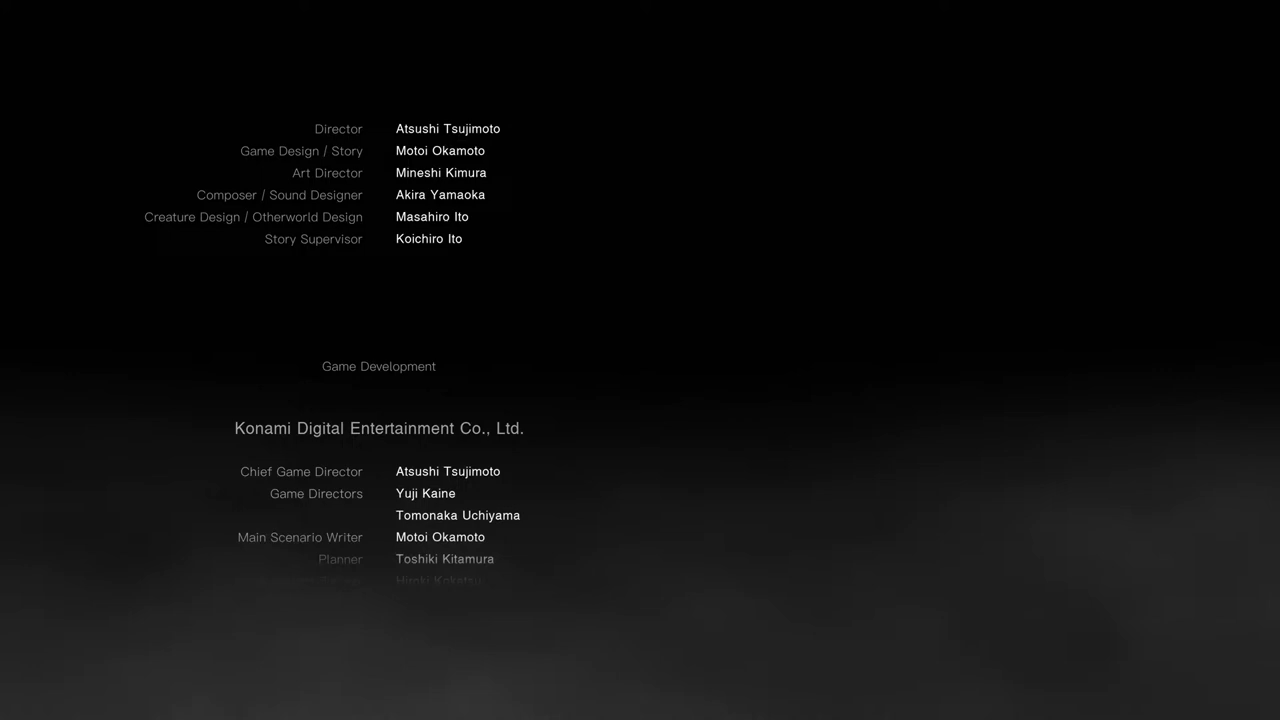 Director Atsushi Tsujimoto
Game Design / Story Motoi Okamoto
Art Director Mineshi Kimura
Composer / Sound Designer Akira Yamaoka
Creature Design / Otherworld Design Masahiro Ito
Story Supervisor Koichiro Ito
Game Development
Konami Digital Entertainment Co., Ltd.
Chief Game Director Atsushi Tsujimoto
Game Directors Yuji Kaine
Tomonaka Uchiyama
Main Scenario Writer Motoi Okamoto
Planner Toshiki Kitamura
Hiroki Kokatsu